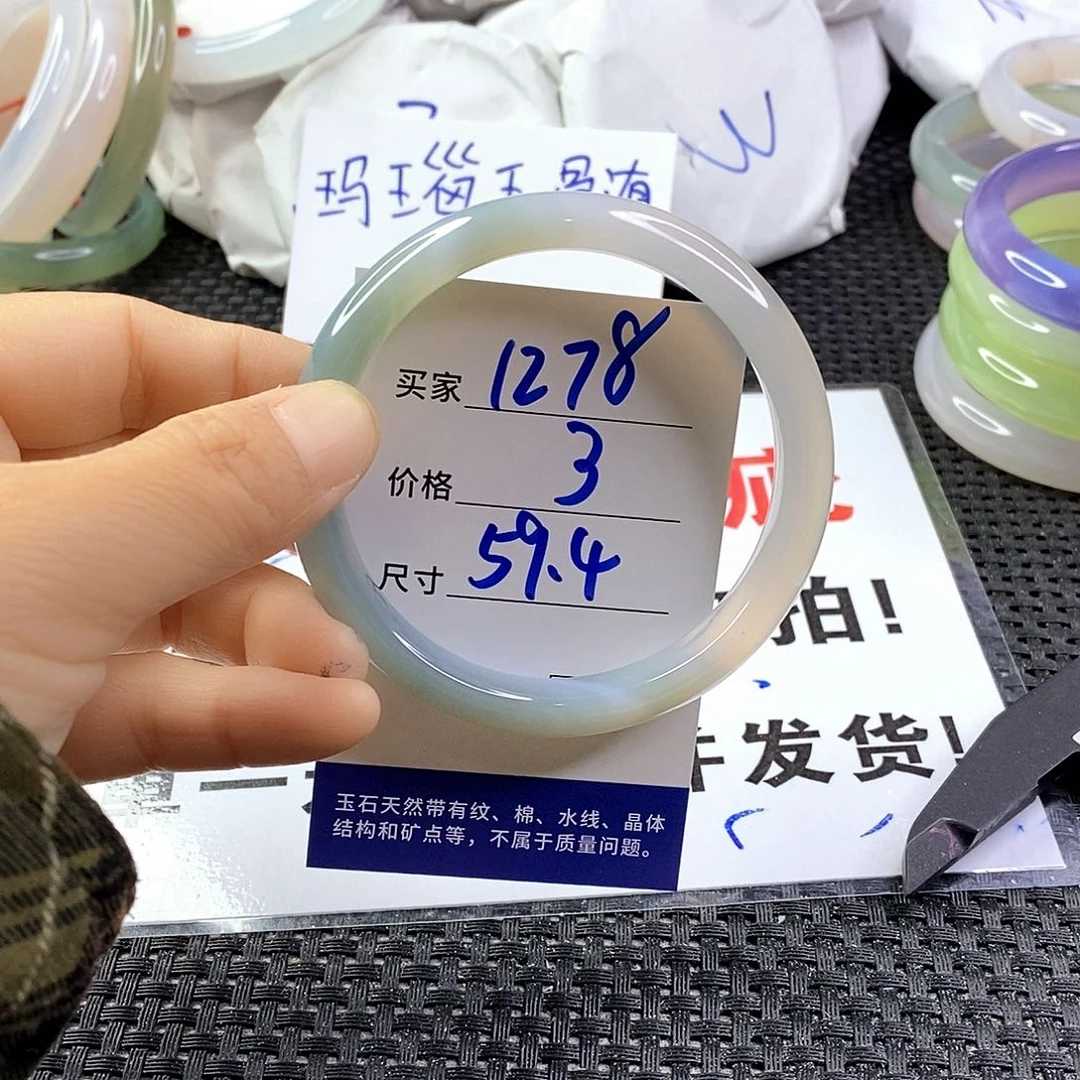 玛瑙玉
买家 1278
价格 3
尺寸 59.4
拍!
发货!
玉石天然带有纹、棉、水线、晶体
结构和矿点等，不属于质量问题。